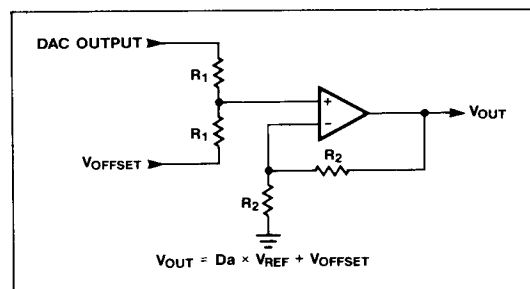 DAC OUTPUT
R1
+
VOUT
R1
−
VOFFSET
R2
R2
VOUT = Da × VREF + VOFFSET